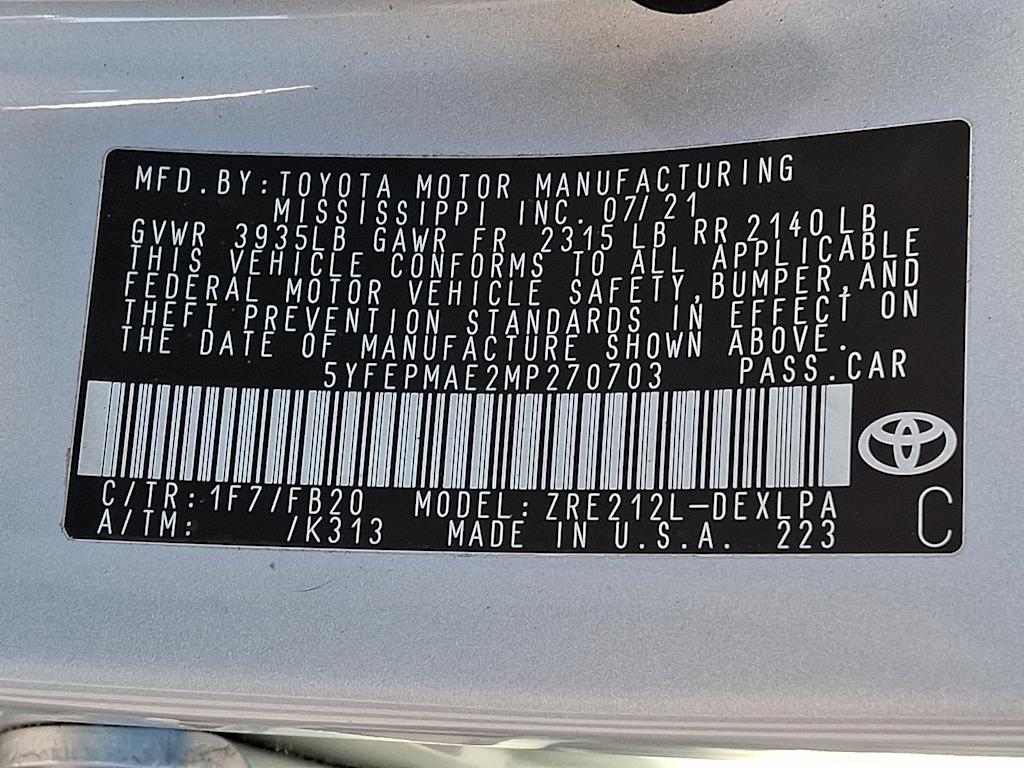 MFD.BY:TOYOTA MOTOR MANUFACTURING
MISSISSIPPI INC. 07/21
GVWR 3935LB GAWR FR 2315 LB RR 2140LB
THIS VEHICLE CONFORMS TO ALL APPLICABLE
FEDERAL MOTOR VEHICLE SAFETY,BUMPER,AND
THEFT PREVENTION STANDARDS IN EFFECT ON
THE DATE OF MANUFACTURE SHOWN ABOVE.
5YFEPMAE2MP270703 PASS.CAR
C/TR:1F7/FB20 MODEL:ZRE212L-DEXLPA
A/TM: /K313 MADE IN U.S.A. 223
C